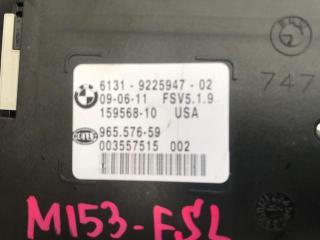 6131 - 9225947 - 02
09-06-11 FSV5.1.9
159568-10 USA
965.576-59
003557515 002
747
M153-FSL